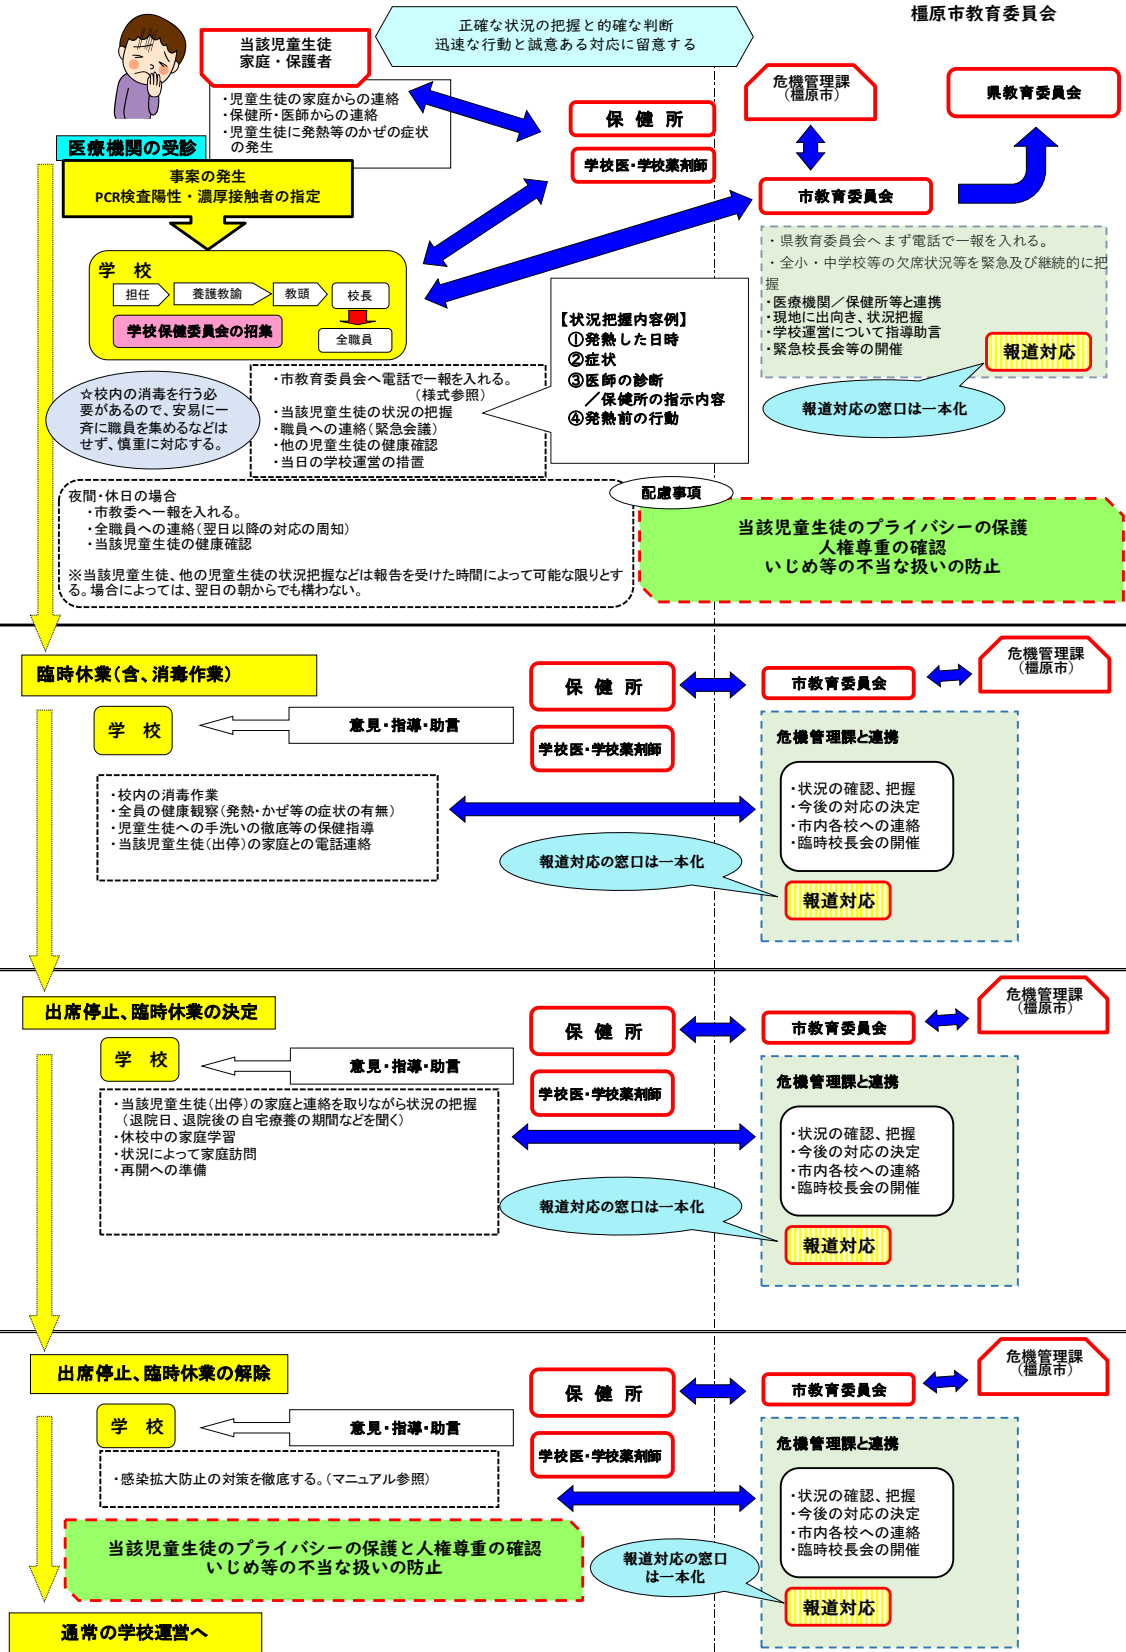 橿原市教育委員会
正確な状況の把握と的確な判断
迅速な行動と誠意ある対応に留意する
当該児童生徒
家庭・保護者
・児童生徒の家庭からの連絡
・保健所・医師からの連絡
・児童生徒に発熱等のかぜの症状
の発生
医療機関の受診
事案の発生
PCR検査陽性・濃厚接触者の指定
保 健 所
学校医・学校薬剤師
危機管理課
(橿原市)
県教育委員会
市教育委員会
・県教育委員会へまず電話で一報を入れる。
・全小・中学校等の欠席状況等を緊急及び継続的に把
握
・医療機関／保健所等と連携
・現地に出向き、状況把握
・学校運営について指導助言
・緊急校長会等の開催
報道対応
報道対応の窓口は一本化
学 校
担任
養護教諭
教頭
校長
学校保健委員会の招集
全職員
【状況把握内容例】
①発熱した日時
②症状
③医師の診断
／保健所の指示内容
④発熱前の行動
☆校内の消毒を行う必
要があるので、安易に一
斉に職員を集めるなどは
せず、慎重に対応する。
・市教育委員会へ電話で一報を入れる。
(様式参照)
・当該児童生徒の状況の把握
・職員への連絡(緊急会議)
・他の児童生徒の健康確認
・当日の学校運営の措置
夜間・休日の場合
・市教委へ一報を入れる。
・全職員への連絡(翌日以降の対応の周知)
・当該児童生徒の健康確認
※当該児童生徒、他の児童生徒の状況把握などは報告を受けた時間によって可能な限りとす
る。場合によっては、翌日の朝からでも構わない。
配慮事項
当該児童生徒のプライバシーの保護
人権尊重の確認
いじめ等の不当な扱いの防止
臨時休業(含、消毒作業)
学 校
意見・指導・助言
保 健 所
学校医・学校薬剤師
市教育委員会
危機管理課
(橿原市)
・校内の消毒作業
・全員の健康観察(発熱・かぜ等の症状の有無)
・児童生徒への手洗いの徹底等の保健指導
・当該児童生徒(出停)の家庭との電話連絡
危機管理課と連携
・状況の確認、把握
・今後の対応の決定
・市内各校への連絡
・臨時校長会の開催
報道対応の窓口は一本化
報道対応
出席停止、臨時休業の決定
学 校
意見・指導・助言
保 健 所
学校医・学校薬剤師
市教育委員会
危機管理課
(橿原市)
・当該児童生徒(出停)の家庭と連絡を取りながら状況の把握
(退院日、退院後の自宅療養の期間などを聞く)
・休校中の家庭学習
・状況によって家庭訪問
・再開への準備
危機管理課と連携
・状況の確認、把握
・今後の対応の決定
・市内各校への連絡
・臨時校長会の開催
報道対応の窓口は一本化
報道対応
出席停止、臨時休業の解除
学 校
意見・指導・助言
保 健 所
学校医・学校薬剤師
市教育委員会
危機管理課
(橿原市)
・感染拡大防止の対策を徹底する。(マニュアル参照)
危機管理課と連携
・状況の確認、把握
・今後の対応の決定
・市内各校への連絡
・臨時校長会の開催
当該児童生徒のプライバシーの保護と人権尊重の確認
いじめ等の不当な扱いの防止
報道対応の窓口
は一本化
報道対応
通常の学校運営へ